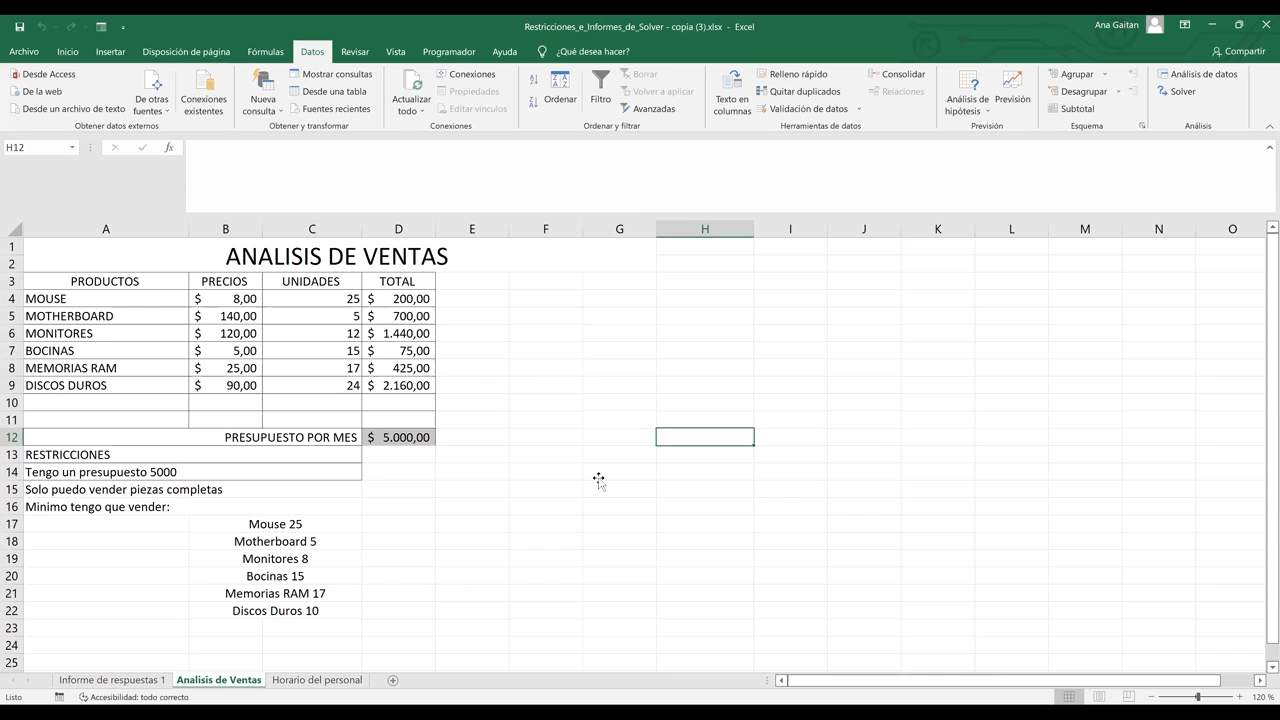 Restricciones_e_Informes_de_Solver - copia (3).xlsx - Excel
Ana Gaitan
Archivo Inicio Insertar Disposición de página Fórmulas Datos Revisar Vista Programador Ayuda ¿Qué desea hacer? Compartir
Desde Access
De la web
Desde un archivo de texto
De otras fuentes
Conexiones existentes
Obtener datos externos
Nueva consulta
Mostrar consultas
Desde una tabla
Fuentes recientes
Obtener y transformar
Actualizar todo
Conexiones
Propiedades
Editar vínculos
Conexiones
Ordenar
Filtro
Borrar
Volver a aplicar
Avanzadas
Ordenar y filtrar
Texto en columnas
Relleno rápido
Quitar duplicados
Validación de datos
Consolidar
Relaciones
Herramientas de datos
Análisis de hipótesis
Previsión
Previsión
Agrupar
Desagrupar
Subtotal
Esquema
Análisis de datos
Solver
Análisis
H12 fx
A B C D E F G H I J K L M N O
1 ANALISIS DE VENTAS
2
3 PRODUCTOS PRECIOS UNIDADES TOTAL
4 MOUSE $ 8,00 25 $ 200,00
5 MOTHERBOARD $ 140,00 5 $ 700,00
6 MONITORES $ 120,00 12 $ 1.440,00
7 BOCINAS $ 5,00 15 $ 75,00
8 MEMORIAS RAM $ 25,00 17 $ 425,00
9 DISCOS DUROS $ 90,00 24 $ 2.160,00
10
11
12 PRESUPUESTO POR MES $ 5.000,00
13 RESTRICCIONES
14 Tengo un presupuesto 5000
15 Solo puedo vender piezas completas
16 Minimo tengo que vender:
17 Mouse 25
18 Motherboard 5
19 Monitores 8
20 Bocinas 15
21 Memorias RAM 17
22 Discos Duros 10
23
24
25
Informe de respuestas 1 Analisis de Ventas Horario del personal
Listo Accesibilidad: todo correcto 120 %